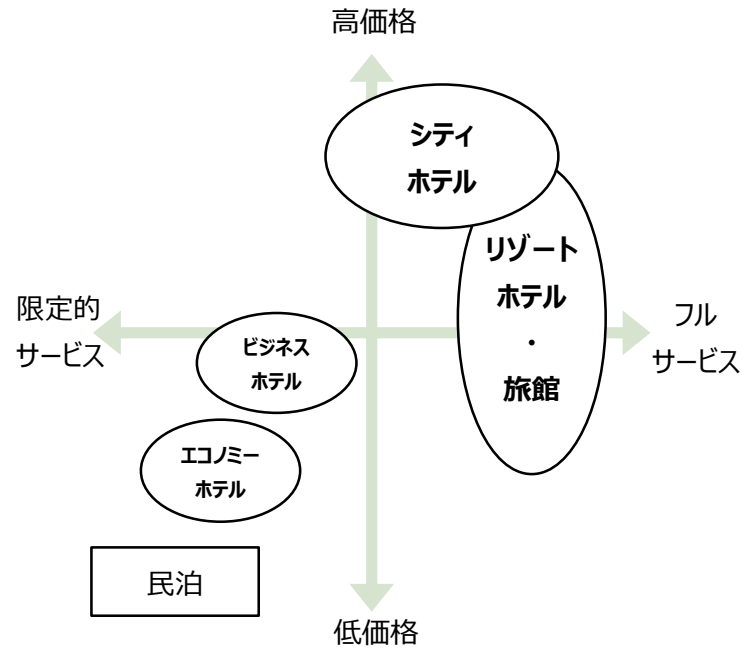 高価格
シティ
ホテル
リゾート
ホテル
・
旅館
限定的
サービス
フル
サービス
ビジネス
ホテル
エコノミー
ホテル
民泊
低価格